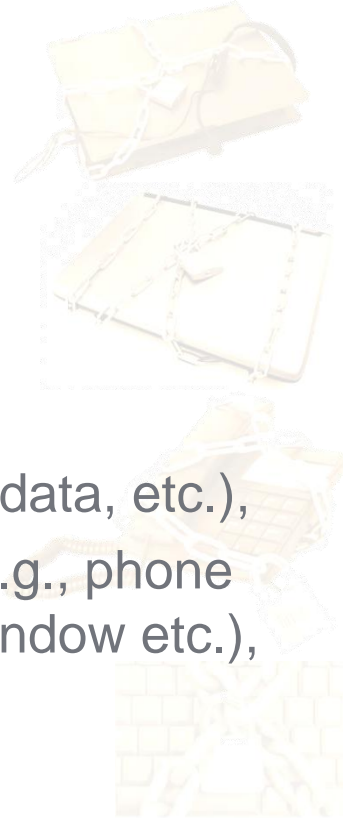 data, etc.),
.g., phone
ndow etc.),